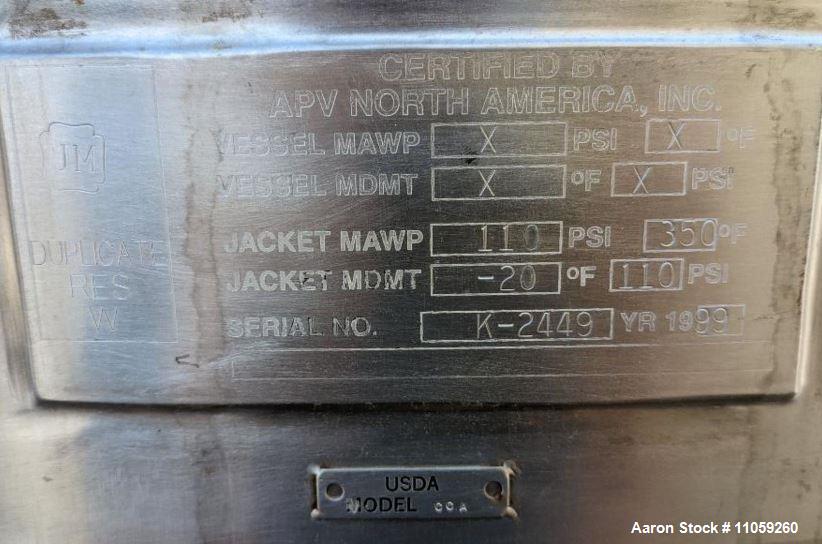 CERTIFIED BY
APV NORTH AMERICA, INC.
VESSEL MAWP X PSI X °F
VESSEL MDMT X °F X PSI
JM
JACKET MAWP 110 PSI 350 °F
JACKET MDMT -20 °F 110 PSI
DUPLICATE
RES
W
SERIAL NO. K-2449 YR 1999
USDA
MODEL CCA
Aaron Stock # 11059260